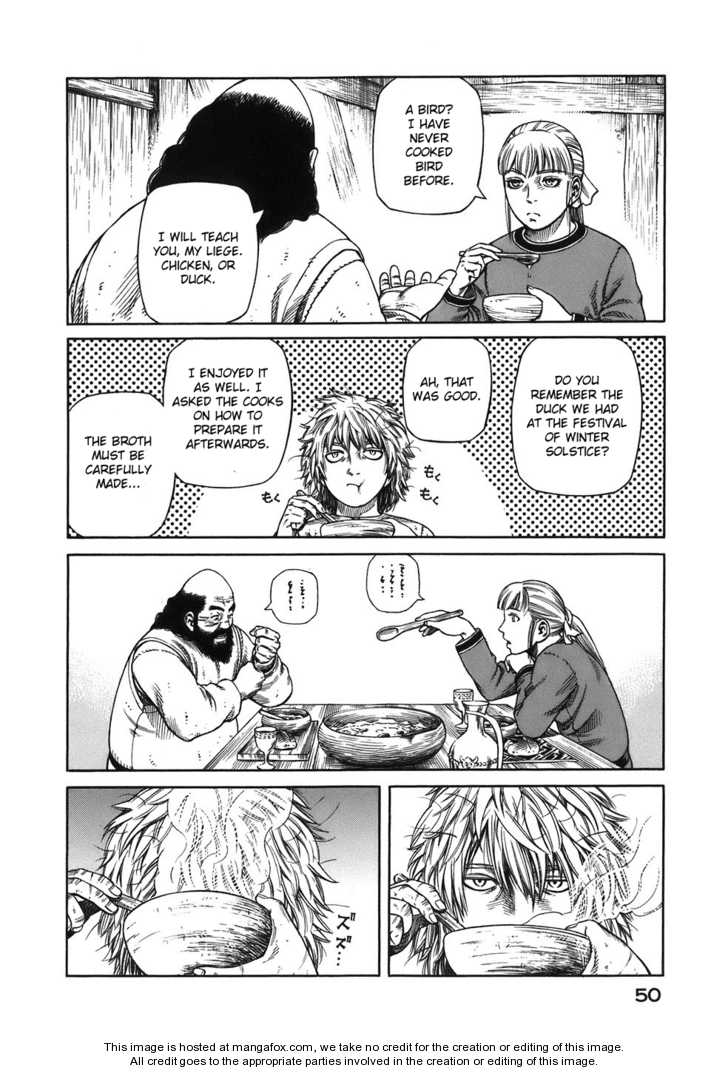 A BIRD?
I HAVE
NEVER
COOKED
BIRD
BEFORE.
I WILL TEACH
YOU, MY LIEGE.
CHICKEN, OR
DUCK.
DO YOU
REMEMBER THE
DUCK WE HAD
AT THE FESTIVAL
OF WINTER
SOLSTICE?
AH, THAT
WAS GOOD.
I ENJOYED IT
AS WELL. I
ASKED THE COOKS
ON HOW TO
PREPARE IT
AFTERWARDS.
THE BROTH
MUST BE
CAREFULLY
MADE...
もく
もく
もく
ズ
ズ...
50
This image is hosted at mangafox.com, we take no credit for the creation or editing of this image.
All credit goes to the appropriate parties involved in the creation or editing of this image.